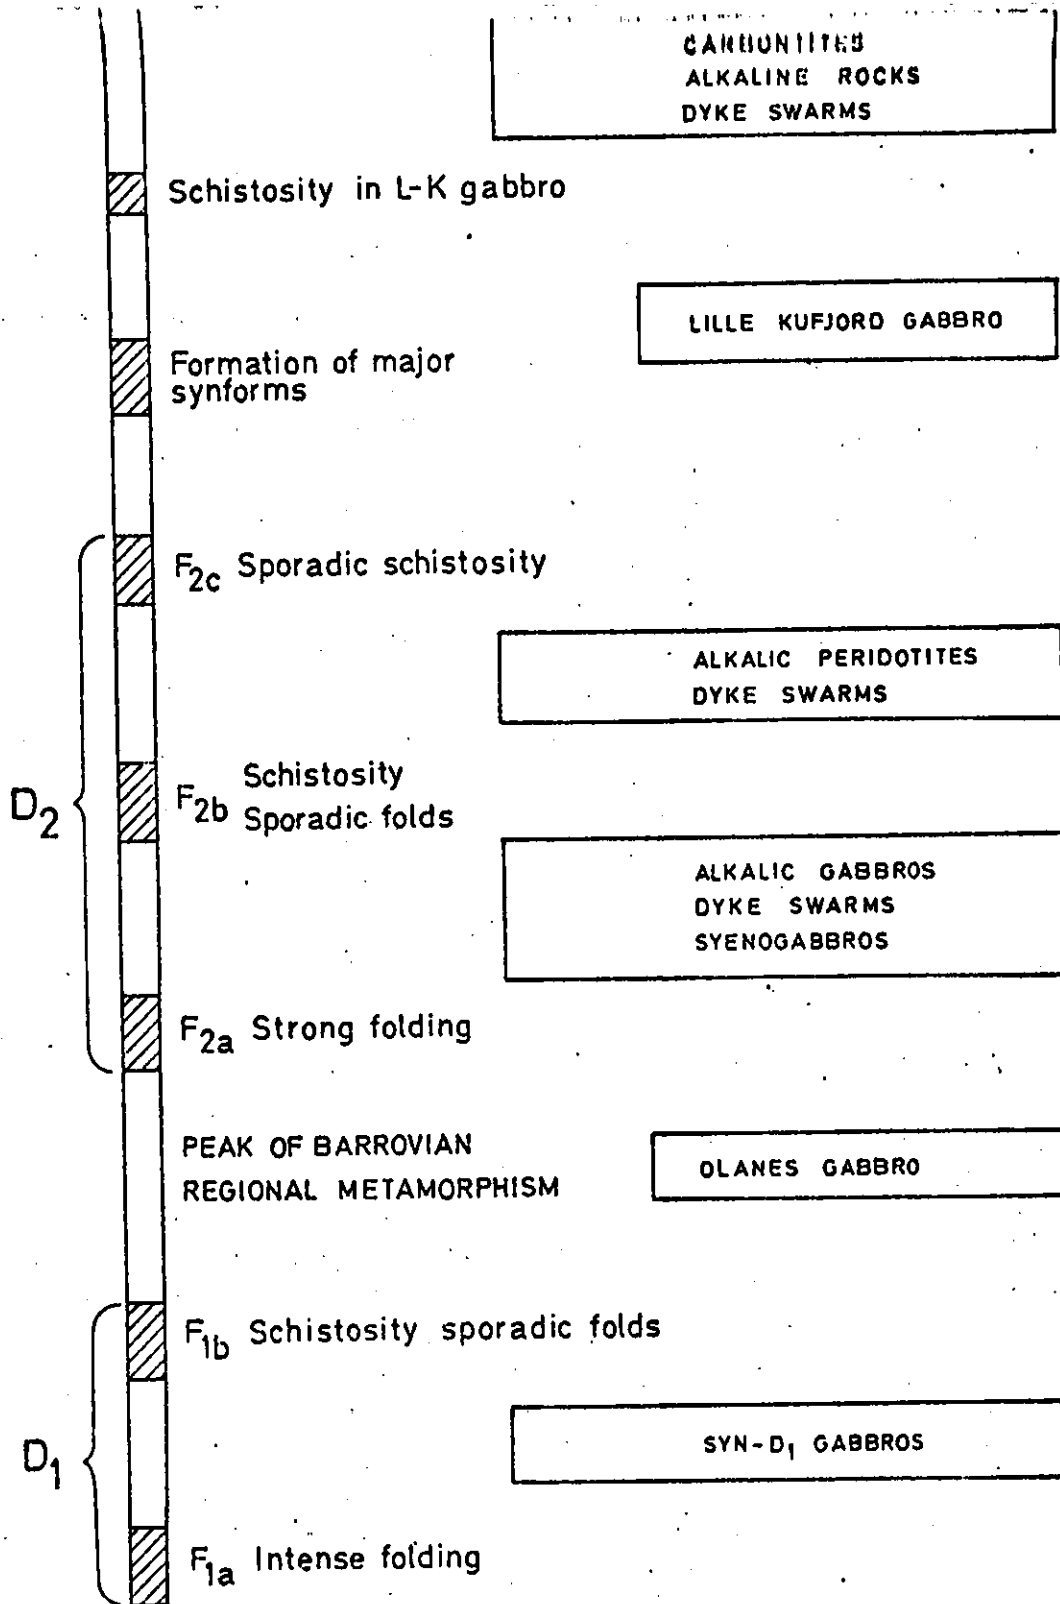 CARBONTITES
ALKALINE ROCKS
DYKE SWARMS
Schistosity in L-K gabbro
LILLE KUFJORD GABBRO
Formation of major
synforms
F2c Sporadic schistosity
ALKALIC PERIDOTITES
DYKE SWARMS
D2
F2b Schistosity
Sporadic folds
ALKALIC GABBROS
DYKE SWARMS
SYENOGABBROS
F2a Strong folding
PEAK OF BARROVIAN
REGIONAL METAMORPHISM
OLANES GABBRO
F1b Schistosity sporadic folds
SYN-D1 GABBROS
D1
F1a Intense folding